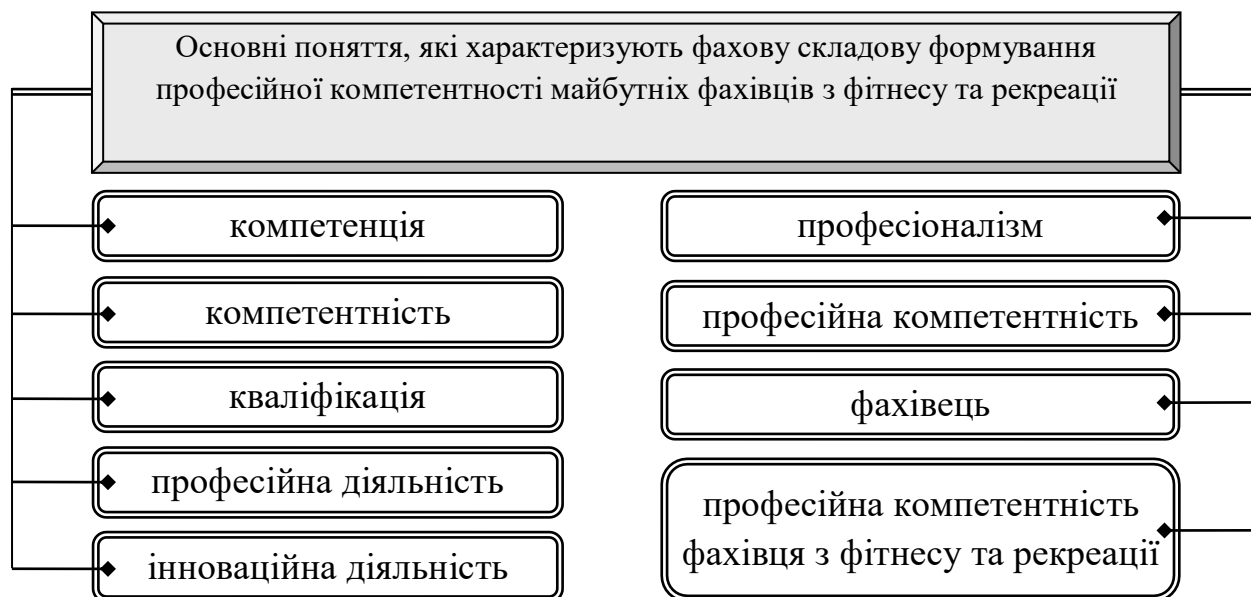 Основні поняття, які характеризують фахову складову формування
професійної компетентності майбутніх фахівців з фітнесу та рекреації
компетенція
компетентність
кваліфікація
професійна діяльність
інноваційна діяльність
професіоналізм
професійна компетентність
фахівець
професійна компетентність
фахівця з фітнесу та рекреації